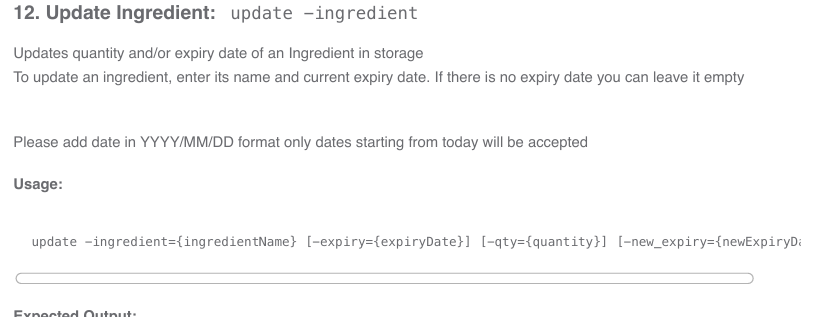 12. Update Ingredient: update -ingredient
Updates quantity and/or expiry date of an Ingredient in storage
To update an ingredient, enter its name and current expiry date. If there is no expiry date you can leave it empty
Please add date in YYYY/MM/DD format only dates starting from today will be accepted
Usage:
update -ingredient={ingredientName} [-expiry={expiryDate}] [-qty={quantity}] [-new_expiry={newExpiryDa
Expected Output: